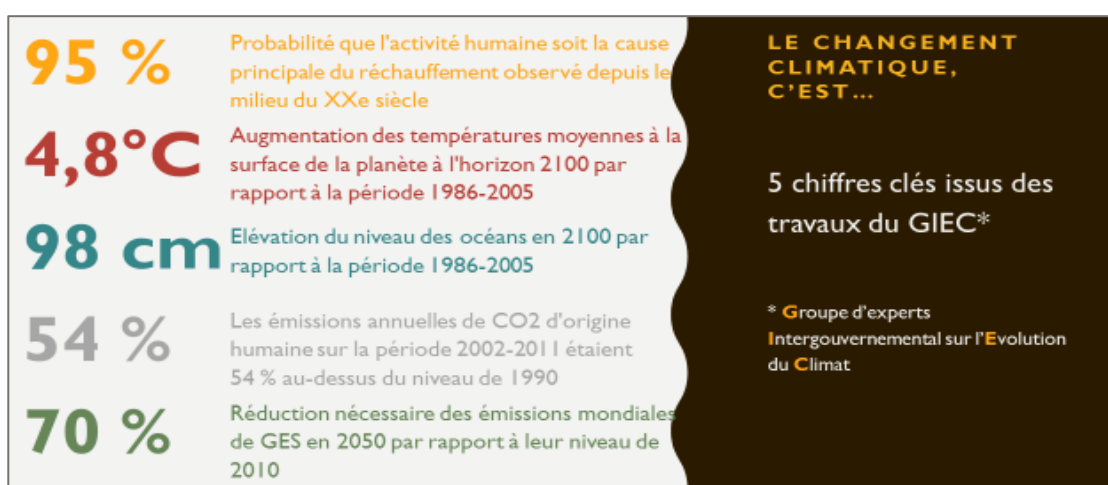 95 %
Probabilité que l'activité humaine soit la cause
principale du réchauffement observé depuis le
milieu du XXe siècle
4,8°C
Augmentation des températures moyennes à la
surface de la planète à l'horizon 2100 par
rapport à la période 1986-2005
98 cm
Elévation du niveau des océans en 2100 par
rapport à la période 1986-2005
54 %
Les émissions annuelles de CO2 d'origine
humaine sur la période 2002-2011 étaient
54 % au-dessus du niveau de 1990
70 %
Réduction nécessaire des émissions mondiales
de GES en 2050 par rapport à leur niveau de
2010
LE CHANGEMENT
CLIMATIQUE,
C'EST...
5 chiffres clés issus des
travaux du GIEC*
* Groupe d'experts
Intergouvernemental sur l'Evolution
du Climat